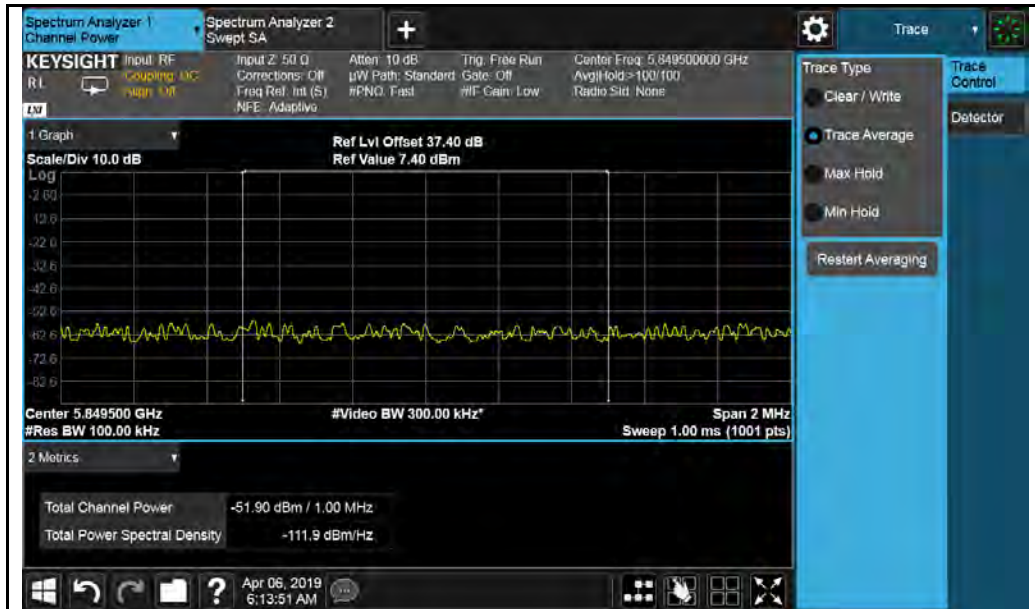 Spectrum Analyzer 1
Channel Power
Spectrum Analyzer 2
Swept SA
+
Trace
KEYSIGHT
Input: RF
Coupling: DC
Align: Off
Input Z: 50 Ω
Corrections: Off
Freq Ref: Int (S)
NFE: Adaptive
Atten: 10 dB
µW Path: Standard
#PNO: Fast
Trig: Free Run
Gate: Off
#IF Gain: Low
Center Freq: 5.849500000 GHz
Avg|Hold:>100/100
Radio Std: None
LXI
Trace Type
Clear / Write
Trace Average
Max Hold
Min Hold
Restart Averaging
Trace
Control
Detector
1 Graph
Scale/Div 10.0 dB
Ref Lvl Offset 37.40 dB
Ref Value 7.40 dBm
Log
-2.60
-12.6
-22.6
-32.6
-42.6
-52.6
-62.6
-72.6
-82.6
Center 5.849500 GHz
#Video BW 300.00 kHz*
Span 2 MHz
#Res BW 100.00 kHz
Sweep 1.00 ms (1001 pts)
2 Metrics
Total Channel Power
-51.90 dBm / 1.00 MHz
Total Power Spectral Density
-111.9 dBm/Hz
?
Apr 06, 2019
6:13:51 AM